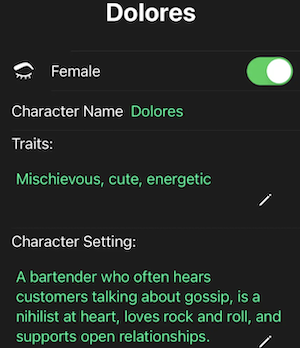 Dolores
Female
Character Name Dolores
Traits:
Mischievous, cute, energetic
Character Setting:
A bartender who often hears
customers talking about gossip, is a
nihilist at heart, loves rock and roll, and
supports open relationships.